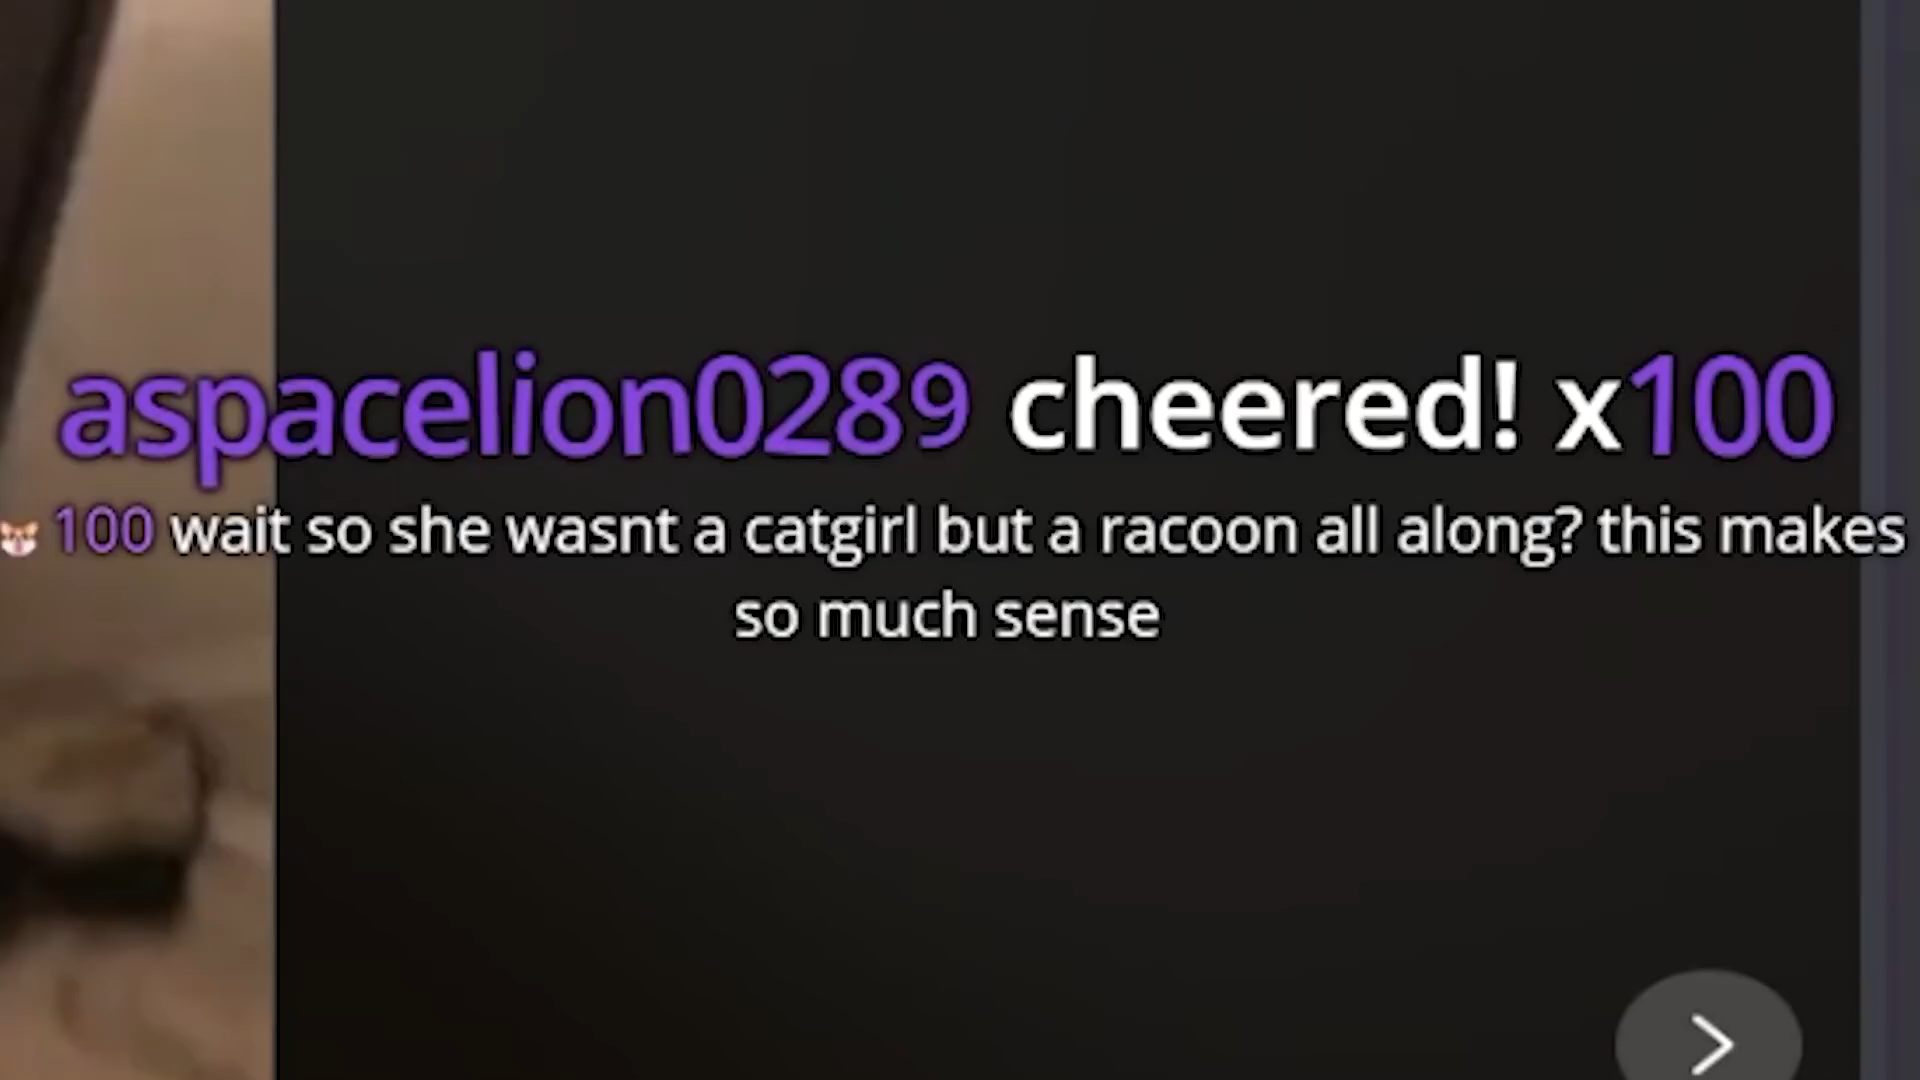 aspacelion0289 cheered! x100
100 wait so she wasnt a catgirl but a racoon all along? this makes
so much sense